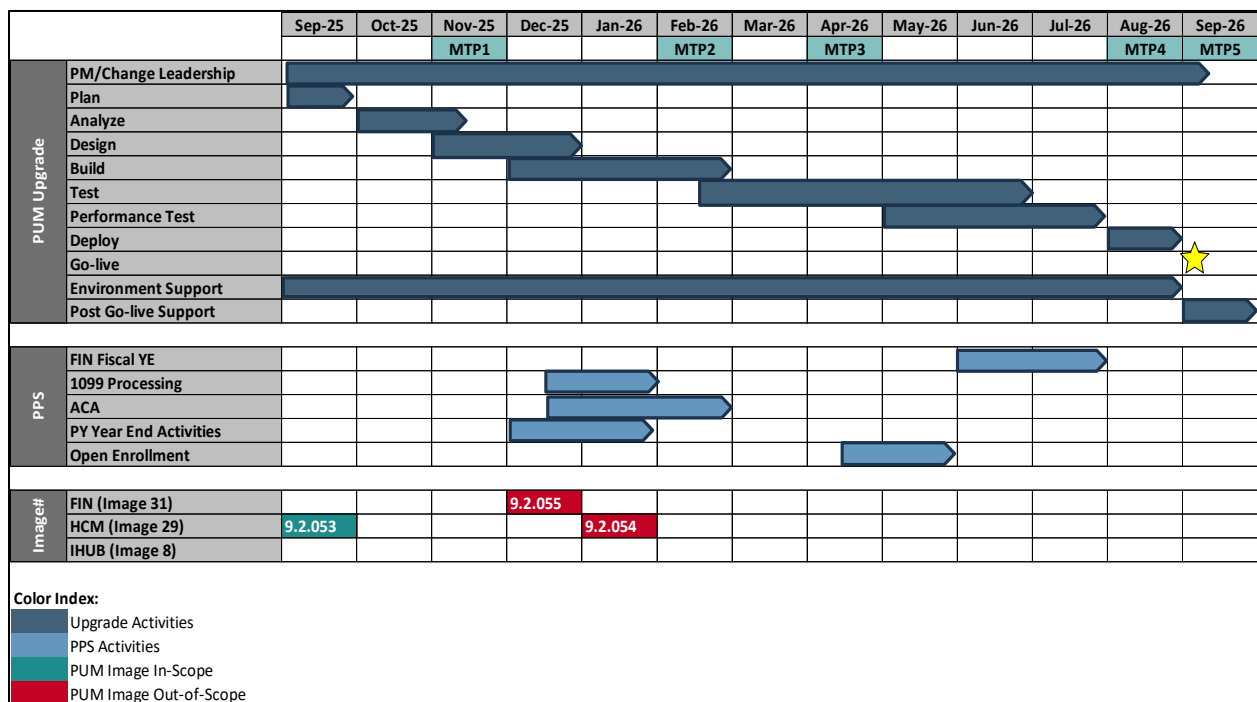 Sep-25 Oct-25 Nov-25 Dec-25 Jan-26 Feb-26 Mar-26 Apr-26 May-26 Jun-26 Jul-26 Aug-26 Sep-26
MTP1 MTP2 MTP3 MTP4 MTP5
PUM Upgrade
PM/Change Leadership
Plan
Analyze
Design
Build
Test
Performance Test
Deploy
Go-live
Environment Support
Post Go-live Support
PPS
FIN Fiscal YE
1099 Processing
ACA
PY Year End Activities
Open Enrollment
Image#
FIN (Image 31) 9.2.055
HCM (Image 29) 9.2.053 9.2.054
IHUB (Image 8)
Color Index:
Upgrade Activities
PPS Activities
PUM Image In-Scope
PUM Image Out-of-Scope